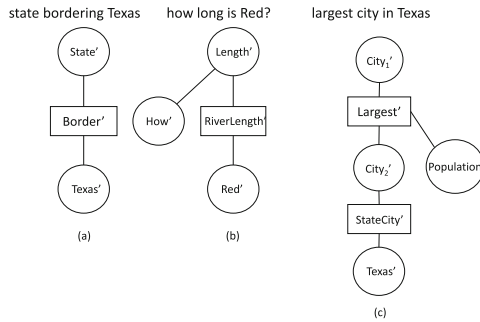 state bordering Texas
State′
Border′
Texas′
(a)
how long is Red?
Length′
How′
RiverLength′
Red′
(b)
largest city in Texas
City₁′
Largest′
City₂′
Population
StateCity′
Texas′
(c)